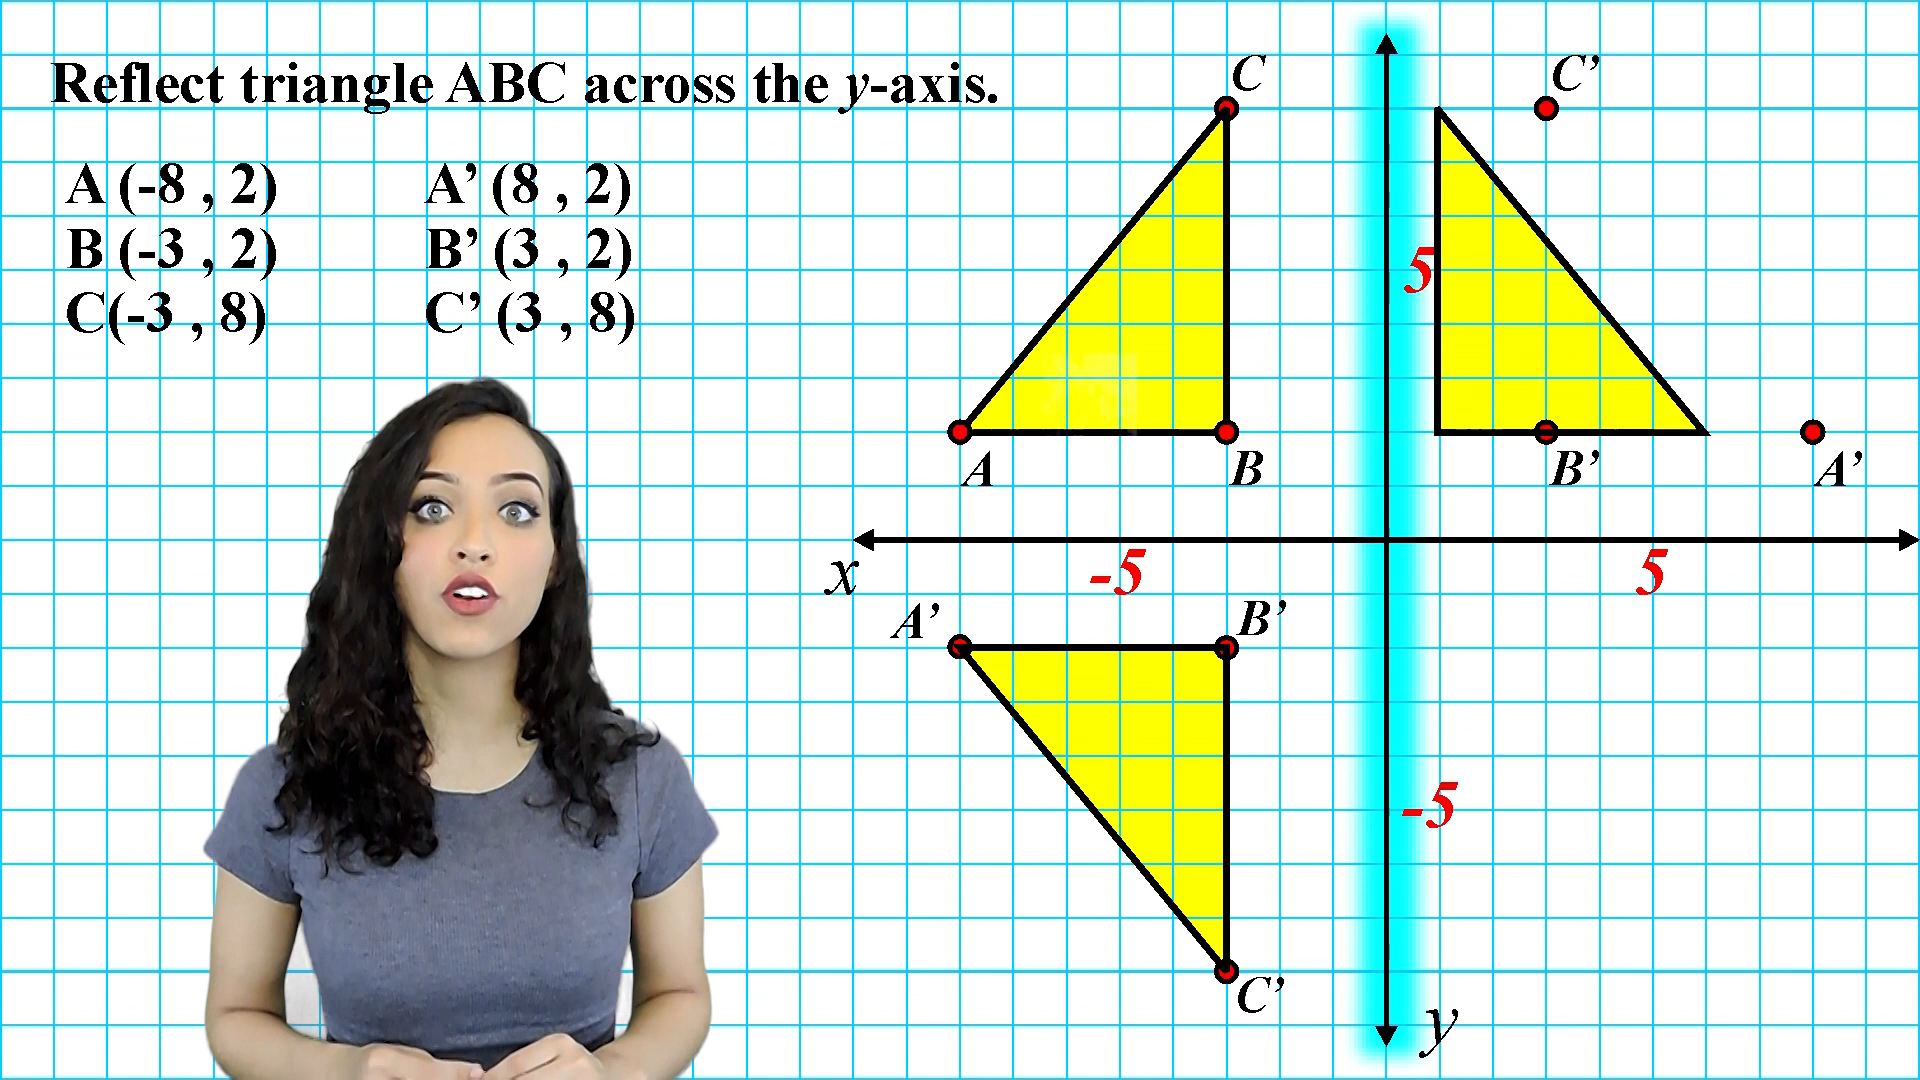 Reflect triangle ABC across the y-axis.
A (-8 , 2)
A’ (8 , 2)
B (-3 , 2)
B’ (3 , 2)
C(-3 , 8)
C’ (3 , 8)
C
C’
5
A
B
B’
A’
x
-5
5
A’
B’
-5
C’
y